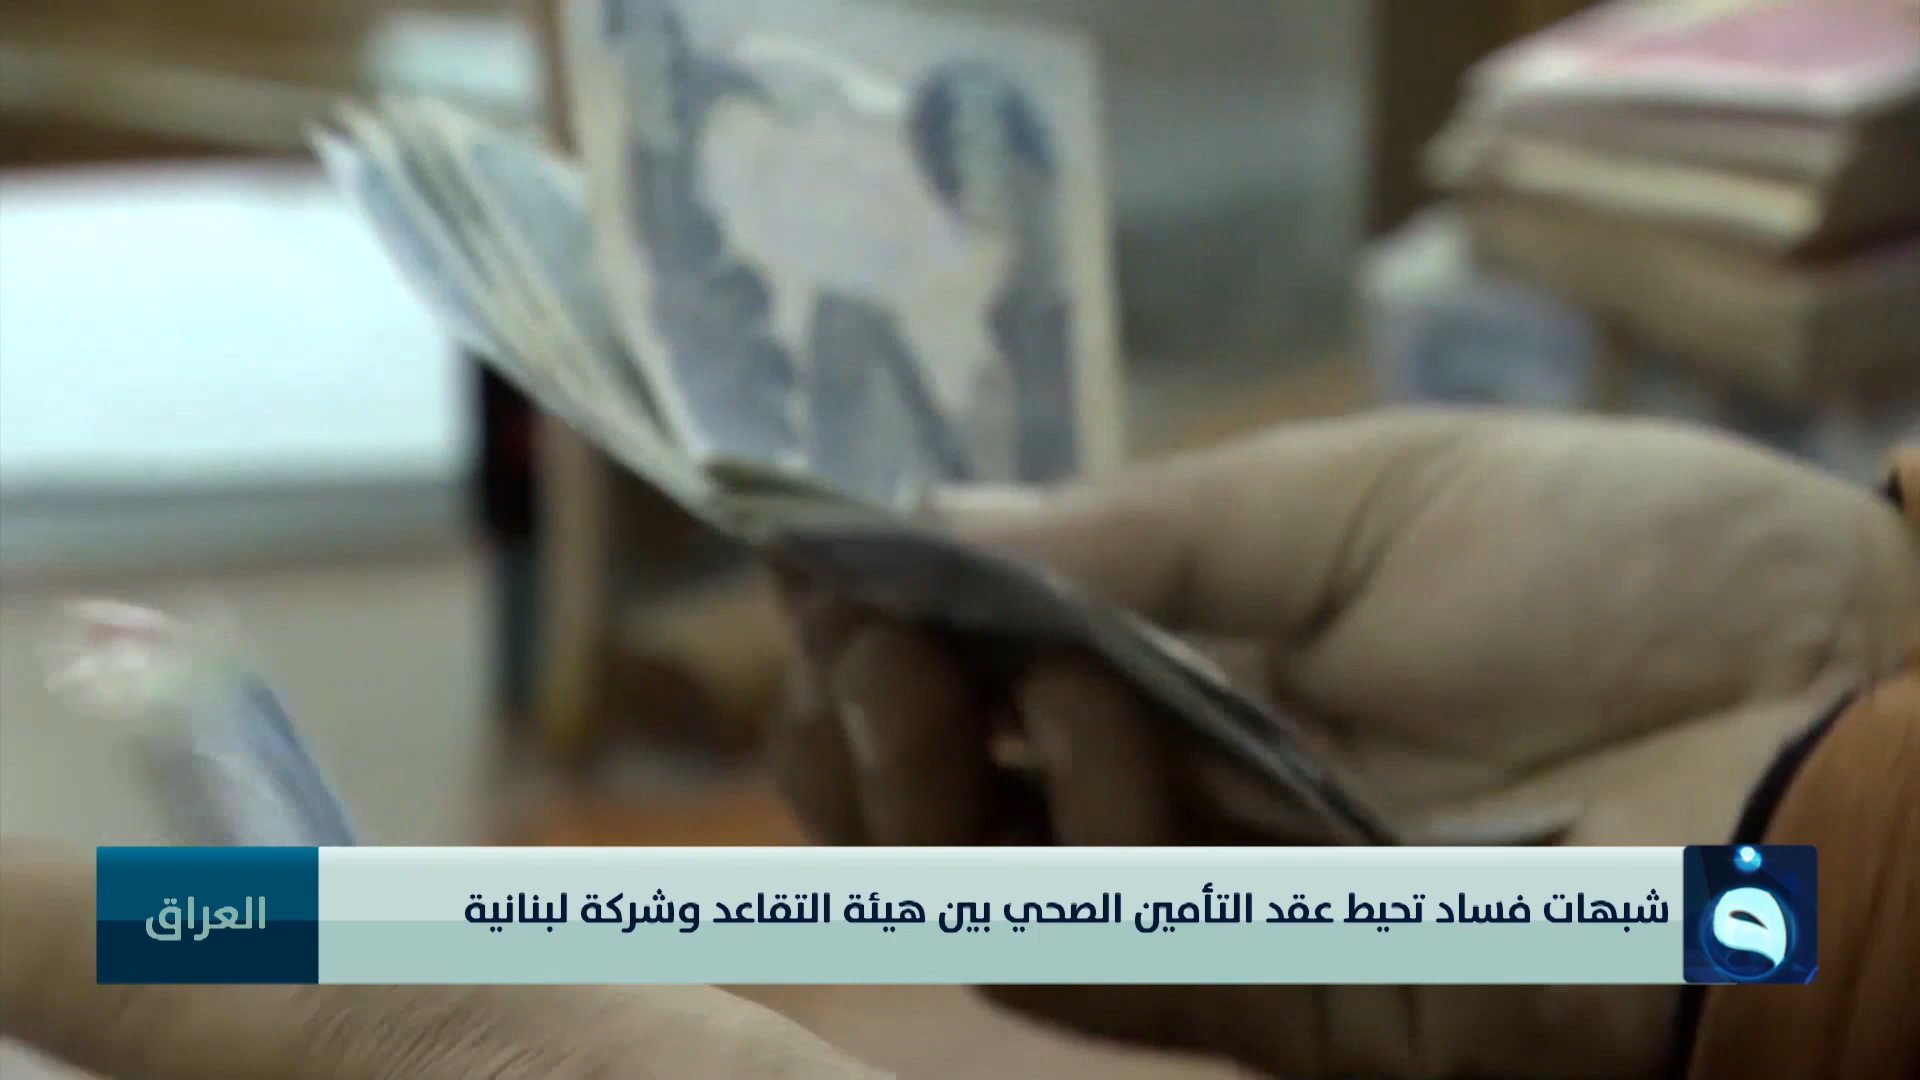 شبهات فساد تحيط عقد التأمين الصحي بين هيئة التقاعد وشركة لبنانية
العراق